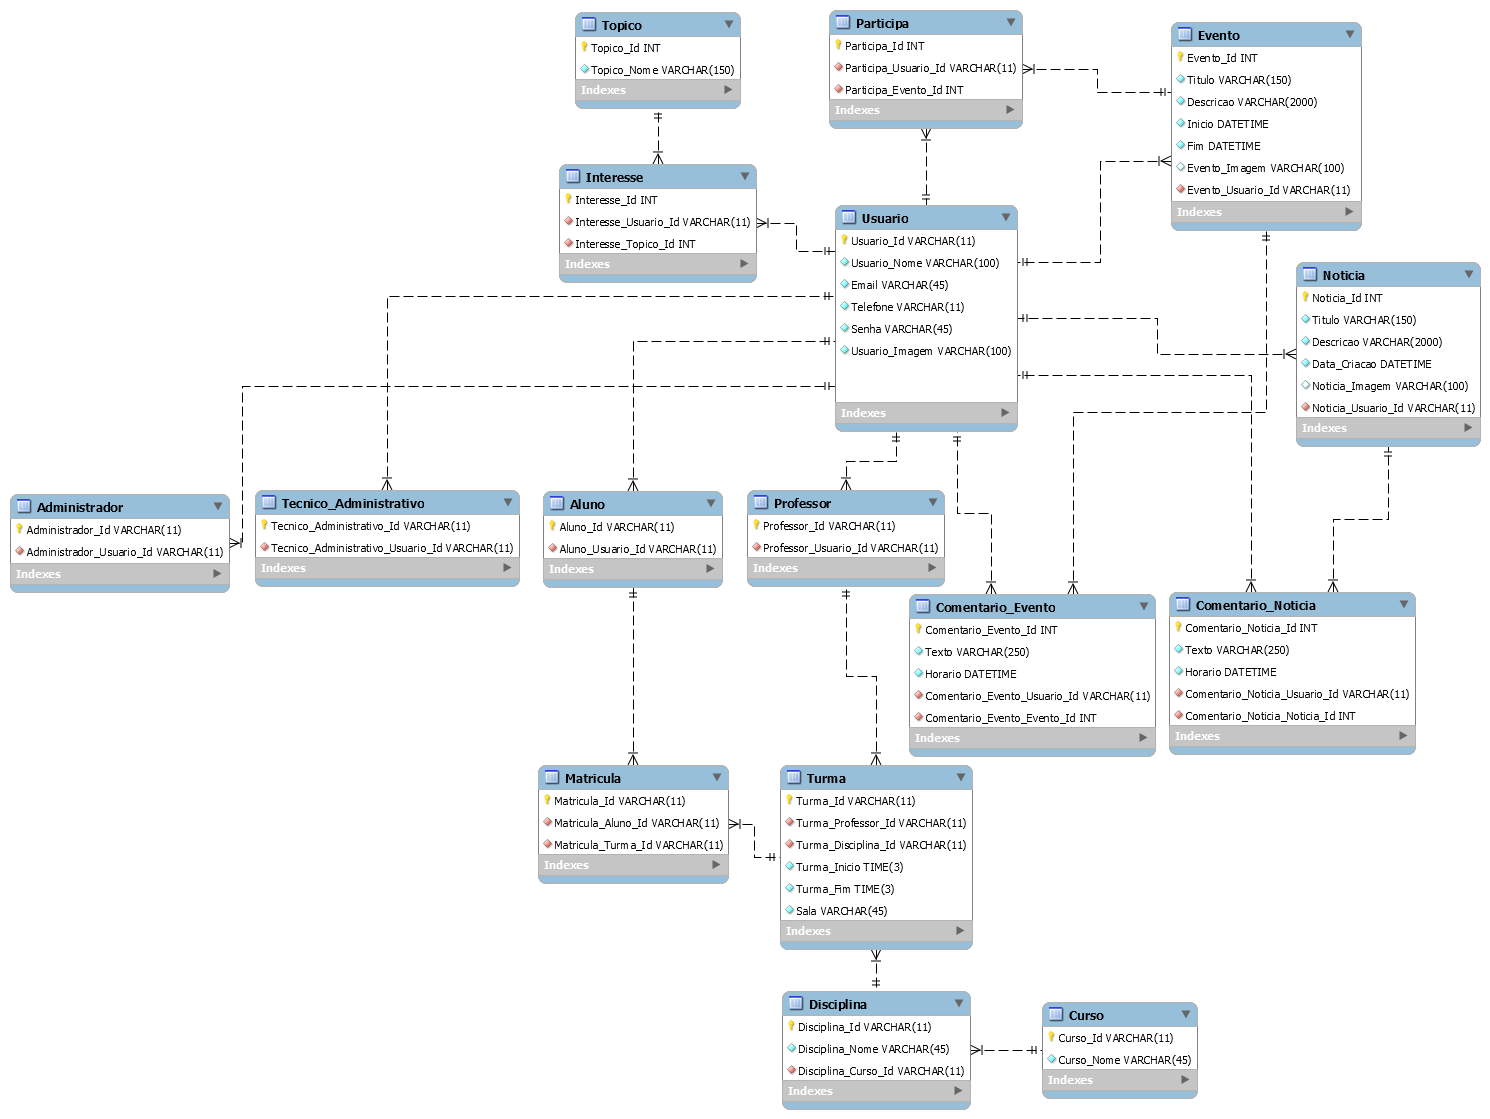 Topico
Topico_Id INT
Topico_Nome VARCHAR(150)
Indexes
Participa
Participa_Id INT
Participa_Usuario_Id VARCHAR(11)
Participa_Evento_Id INT
Indexes
Evento
Evento_Id INT
Titulo VARCHAR(150)
Descricao VARCHAR(2000)
Inicio DATETIME
Fim DATETIME
Evento_Imagem VARCHAR(100)
Evento_Usuario_Id VARCHAR(11)
Indexes
Interesse
Interesse_Id INT
Interesse_Usuario_Id VARCHAR(11)
Interesse_Topico_Id INT
Indexes
Usuario
Usuario_Id VARCHAR(11)
Usuario_Nome VARCHAR(100)
Email VARCHAR(45)
Telefone VARCHAR(11)
Senha VARCHAR(45)
Usuario_Imagem VARCHAR(100)
Indexes
Noticia
Noticia_Id INT
Titulo VARCHAR(150)
Descricao VARCHAR(2000)
Data_Criacao DATETIME
Noticia_Imagem VARCHAR(100)
Noticia_Usuario_Id VARCHAR(11)
Indexes
Administrador
Administrador_Id VARCHAR(11)
Administrador_Usuario_Id VARCHAR(11)
Indexes
Tecnico_Administrativo
Tecnico_Administrativo_Id VARCHAR(11)
Tecnico_Administrativo_Usuario_Id VARCHAR(11)
Indexes
Aluno
Aluno_Id VARCHAR(11)
Aluno_Usuario_Id VARCHAR(11)
Indexes
Professor
Professor_Id VARCHAR(11)
Professor_Usuario_Id VARCHAR(11)
Indexes
Comentario_Evento
Comentario_Evento_Id INT
Texto VARCHAR(250)
Horario DATETIME
Comentario_Evento_Usuario_Id VARCHAR(11)
Comentario_Evento_Evento_Id INT
Indexes
Comentario_Noticia
Comentario_Noticia_Id INT
Texto VARCHAR(250)
Horario DATETIME
Comentario_Noticia_Usuario_Id VARCHAR(11)
Comentario_Noticia_Noticia_Id INT
Indexes
Matricula
Matricula_Id VARCHAR(11)
Matricula_Aluno_Id VARCHAR(11)
Matricula_Turma_Id VARCHAR(11)
Indexes
Turma
Turma_Id VARCHAR(11)
Turma_Professor_Id VARCHAR(11)
Turma_Disciplina_Id VARCHAR(11)
Turma_Inicio TIME(3)
Turma_Fim TIME(3)
Sala VARCHAR(45)
Indexes
Disciplina
Disciplina_Id VARCHAR(11)
Disciplina_Nome VARCHAR(45)
Disciplina_Curso_Id VARCHAR(11)
Indexes
Curso
Curso_Id VARCHAR(11)
Curso_Nome VARCHAR(45)
Indexes